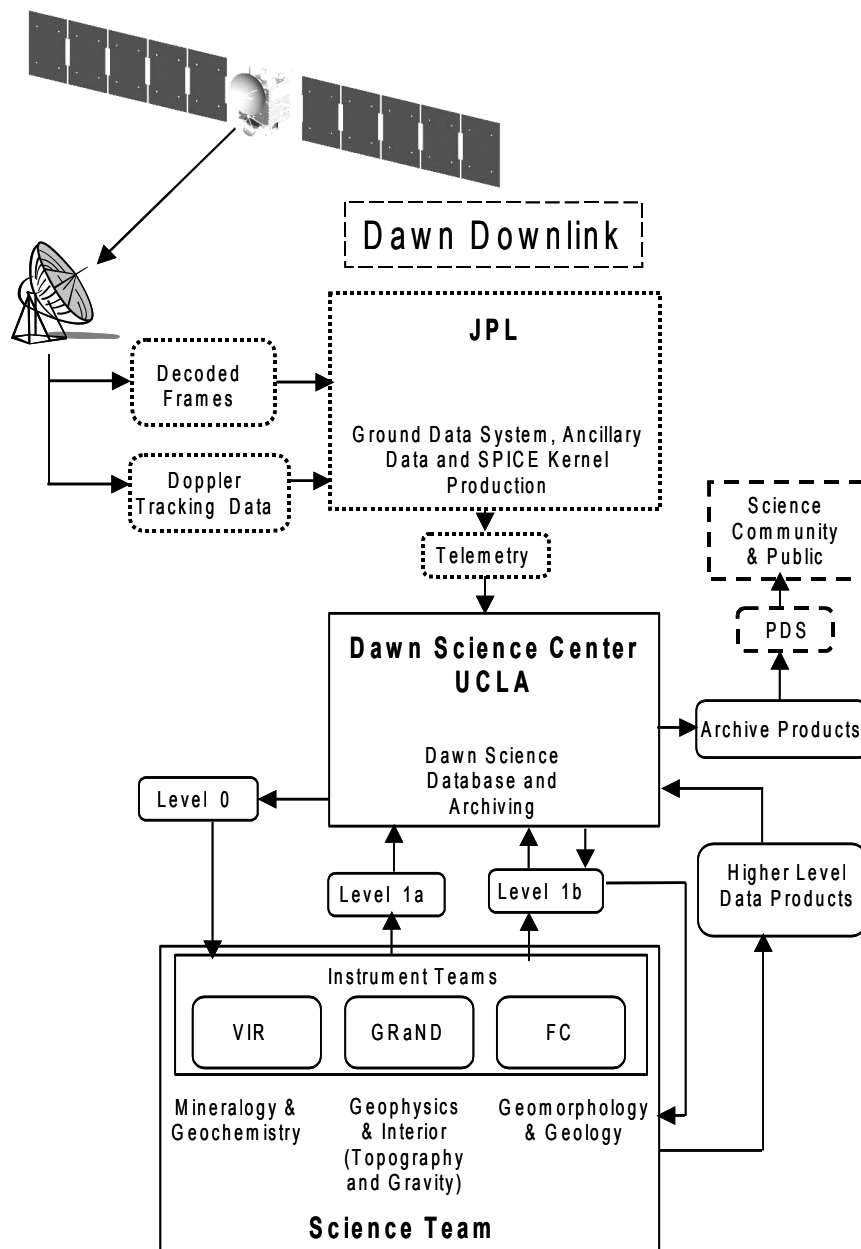 Dawn Downlink
JPL
Ground Data System, Ancillary
Data and SPICE Kernel
Production
Decoded
Frames
Doppler
Tracking Data
Telemetry
Science
Community
& Public
PDS
Archive Products
Dawn Science Center
UCLA
Dawn Science
Database and
Archiving
Level 0
Level 1a
Level 1b
Higher Level
Data Products
Instrument Teams
VIR
GRaND
FC
Mineralogy &
Geochemistry
Geophysics
& Interior
(Topography
and Gravity)
Geomorphology
& Geology
Science Team